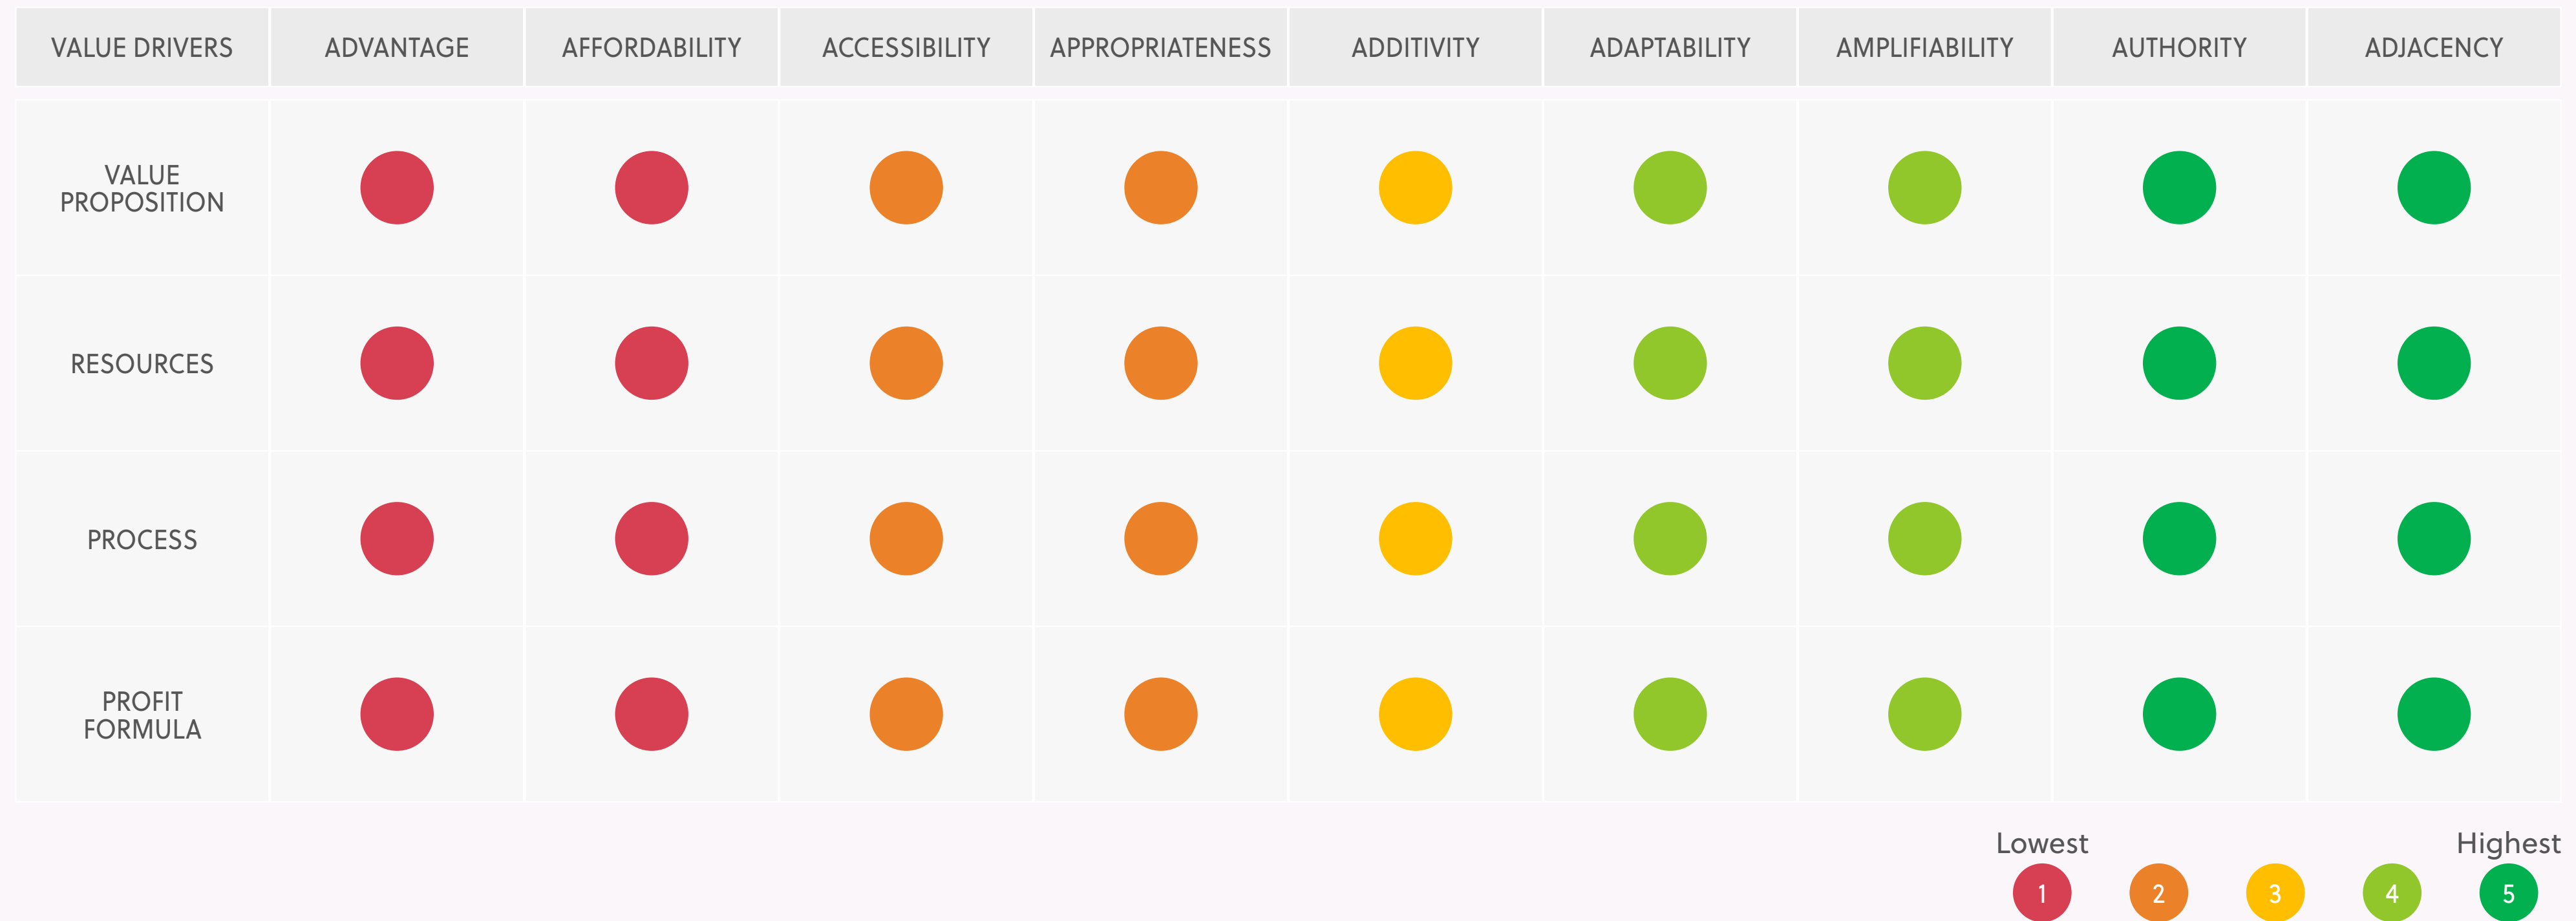 VALUE DRIVERS
ADVANTAGE
AFFORDABILITY
ACCESSIBILITY
APPROPRIATENESS
ADDITIVITY
ADAPTABILITY
AMPLIFIABILITY
AUTHORITY
ADJACENCY
VALUE
PROPOSITION
RESOURCES
PROCESS
PROFIT
FORMULA
Lowest
Highest
1
2
3
4
5